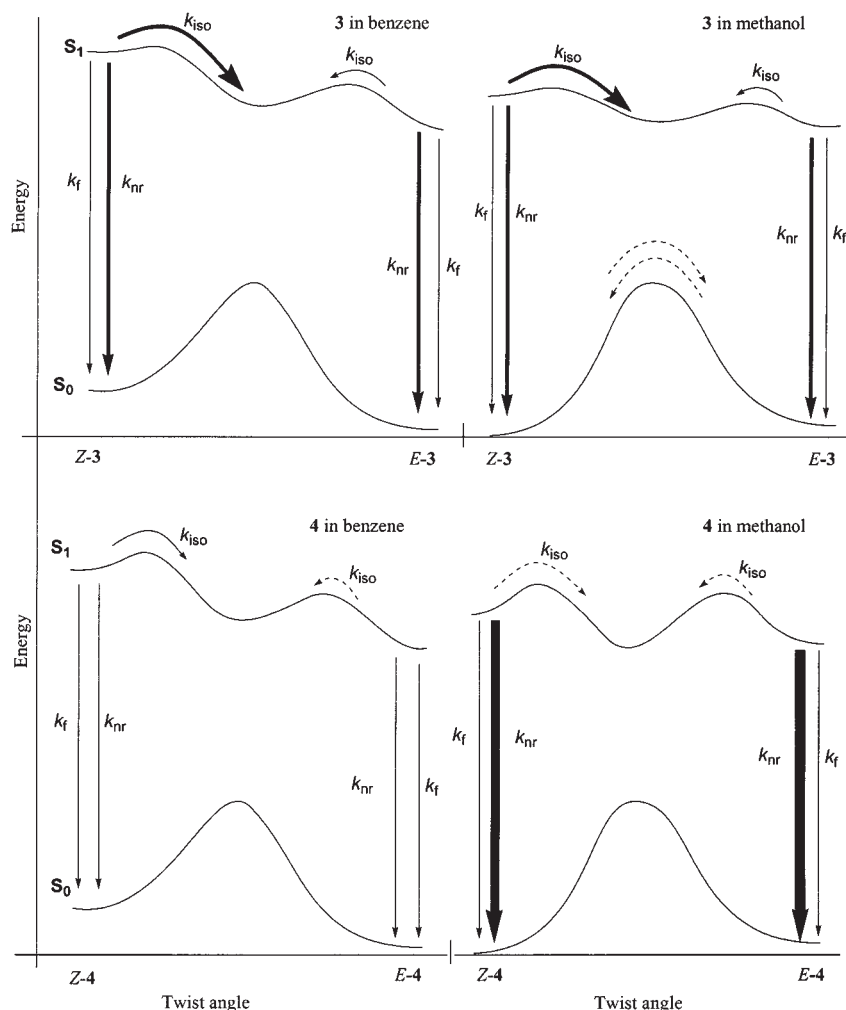 3 in benzene
S1
kiso
kiso
kf
knr
knr
kf
Energy
S0
Z-3
E-3
3 in methanol
kiso
kiso
kf
knr
knr
kf
Z-3
E-3
4 in benzene
S1
kiso
kiso
kf
knr
knr
kf
Energy
S0
Z-4
E-4
Twist angle
4 in methanol
kiso
kiso
kf
knr
knr
kf
Z-4
E-4
Twist angle